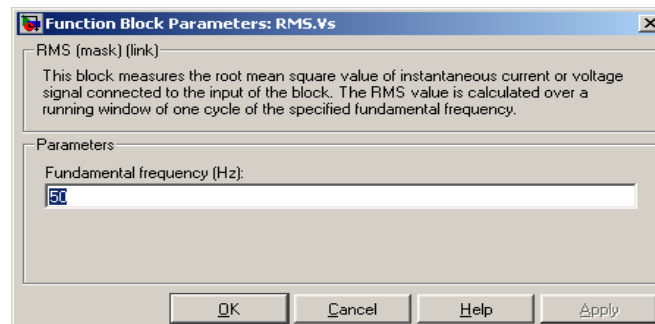 Function Block Parameters: RMS.Vs
RMS (mask) (link)
This block measures the root mean square value of instantaneous current or voltage
signal connected to the input of the block. The RMS value is calculated over a
running window of one cycle of the specified fundamental frequency.
Parameters
Fundamental frequency (Hz):
50
OK Cancel Help Apply